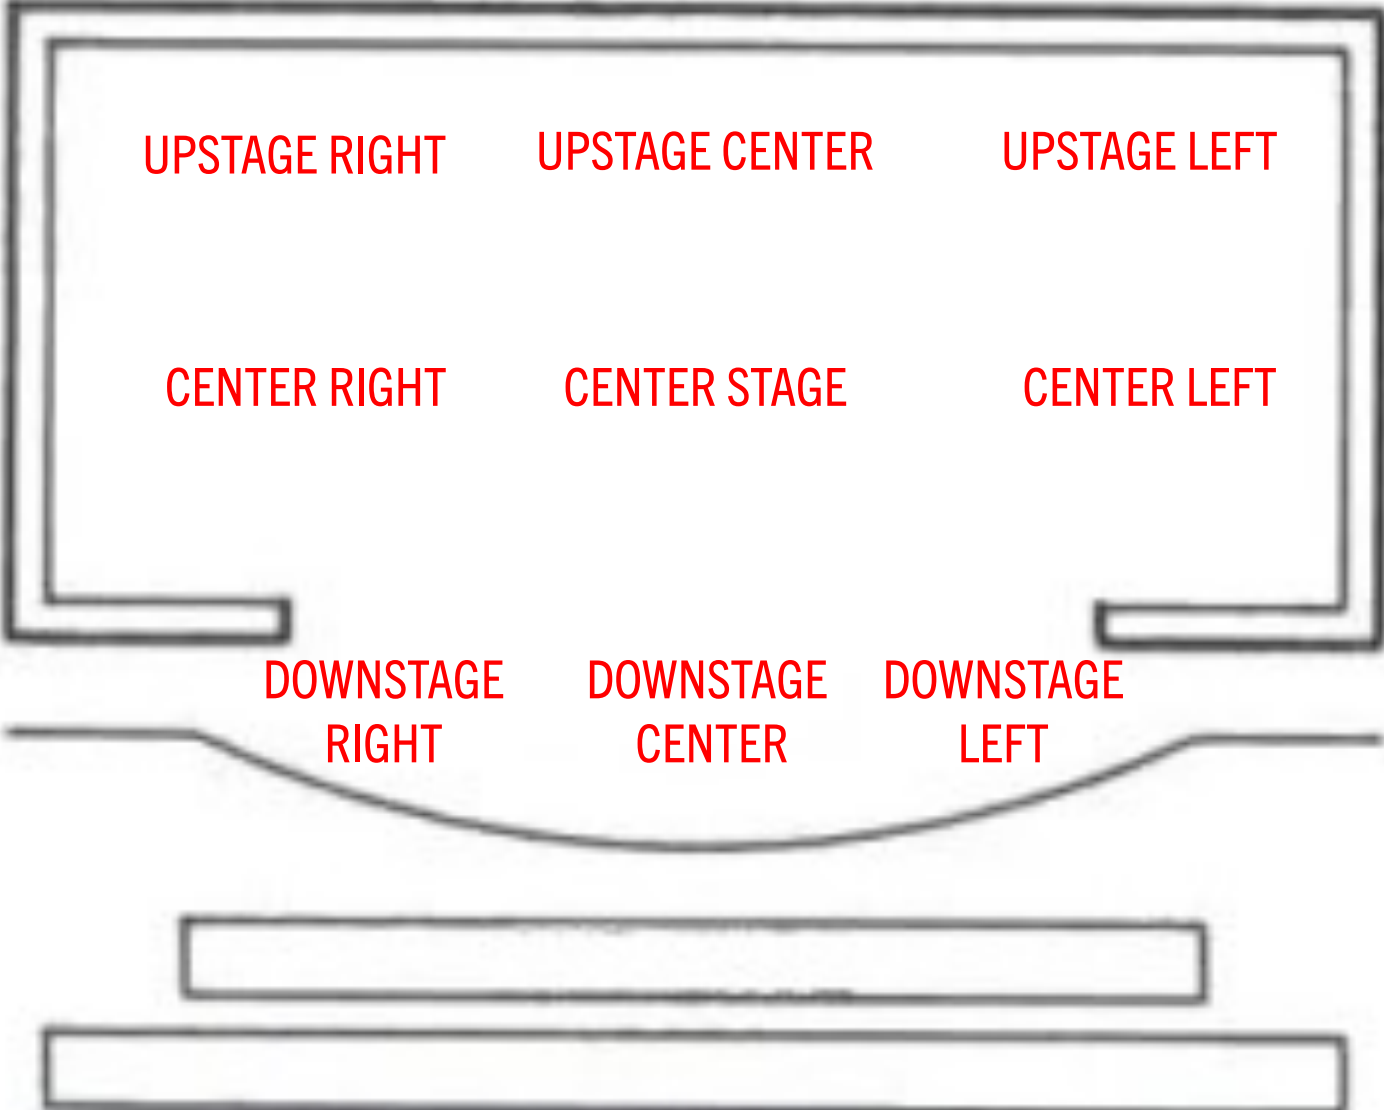 UPSTAGE RIGHT
UPSTAGE CENTER
UPSTAGE LEFT
CENTER RIGHT
CENTER STAGE
CENTER LEFT
DOWNSTAGE
RIGHT
DOWNSTAGE
CENTER
DOWNSTAGE
LEFT